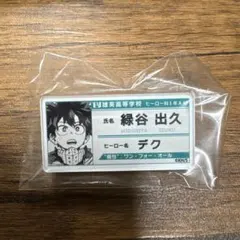 雄英高等学校 ヒーロー科1年A組
氏名 緑谷 出久
MIDORIYA IZUKU
ヒーロー名 デク
"個性" ワン・フォー・オール